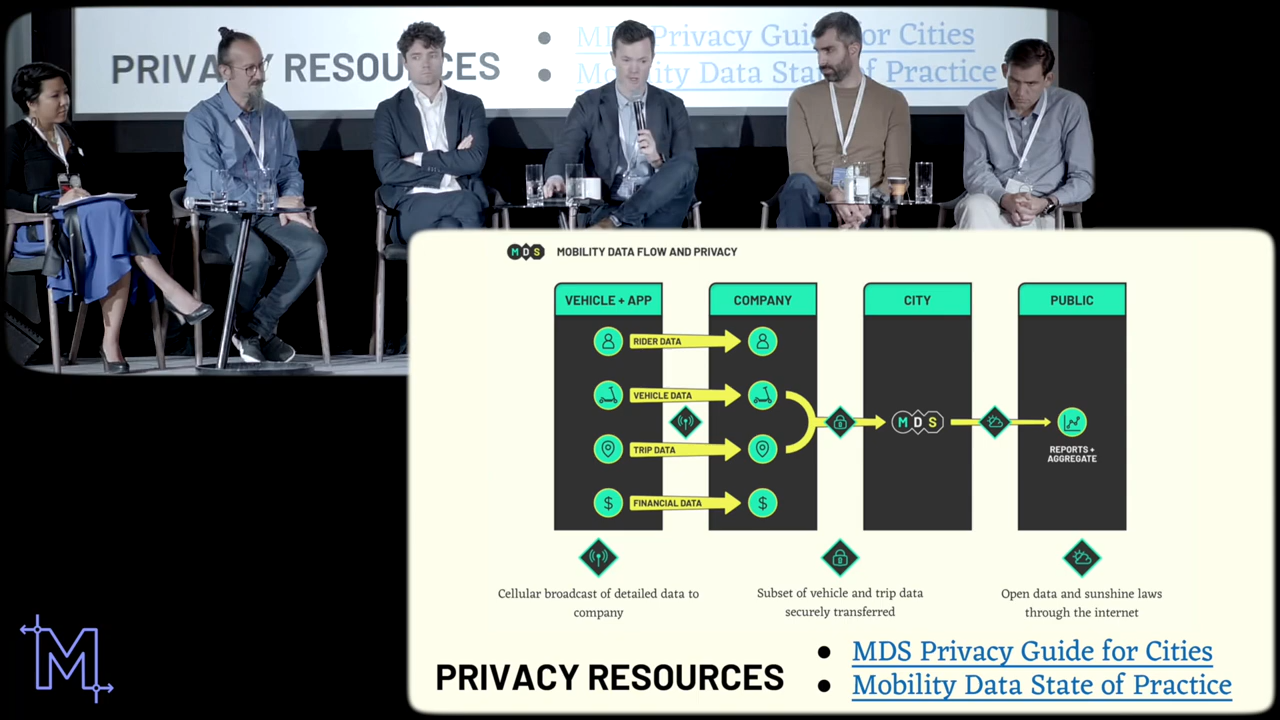 PRIVACY RESOURCES
MDS Privacy Guide for Cities
Mobility Data State of Practice
MDS MOBILITY DATA FLOW AND PRIVACY
VEHICLE + APP
COMPANY
CITY
PUBLIC
RIDER DATA
VEHICLE DATA
MDS
TRIP DATA
REPORTS +
AGGREGATE
FINANCIAL DATA
$
$
Cellular broadcast of detailed data to
company
Subset of vehicle and trip data
securely transferred
Open data and sunshine laws
through the internet
M
PRIVACY RESOURCES
MDS Privacy Guide for Cities
Mobility Data State of Practice